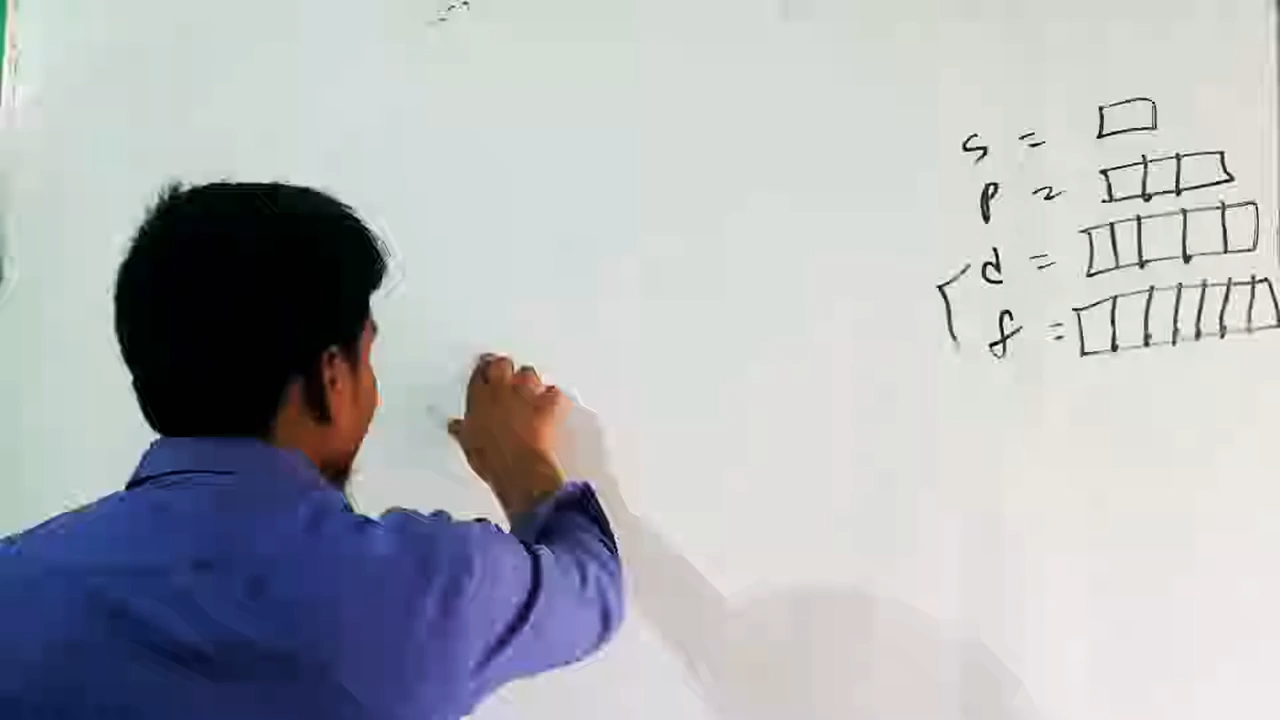 s =
p =
d =
f =